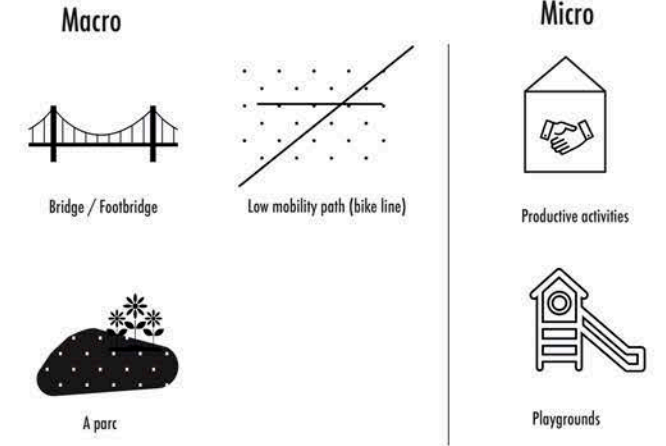 Macro
Micro
Bridge / Footbridge
Low mobility path (bike line)
Productive activities
A parc
Playgrounds